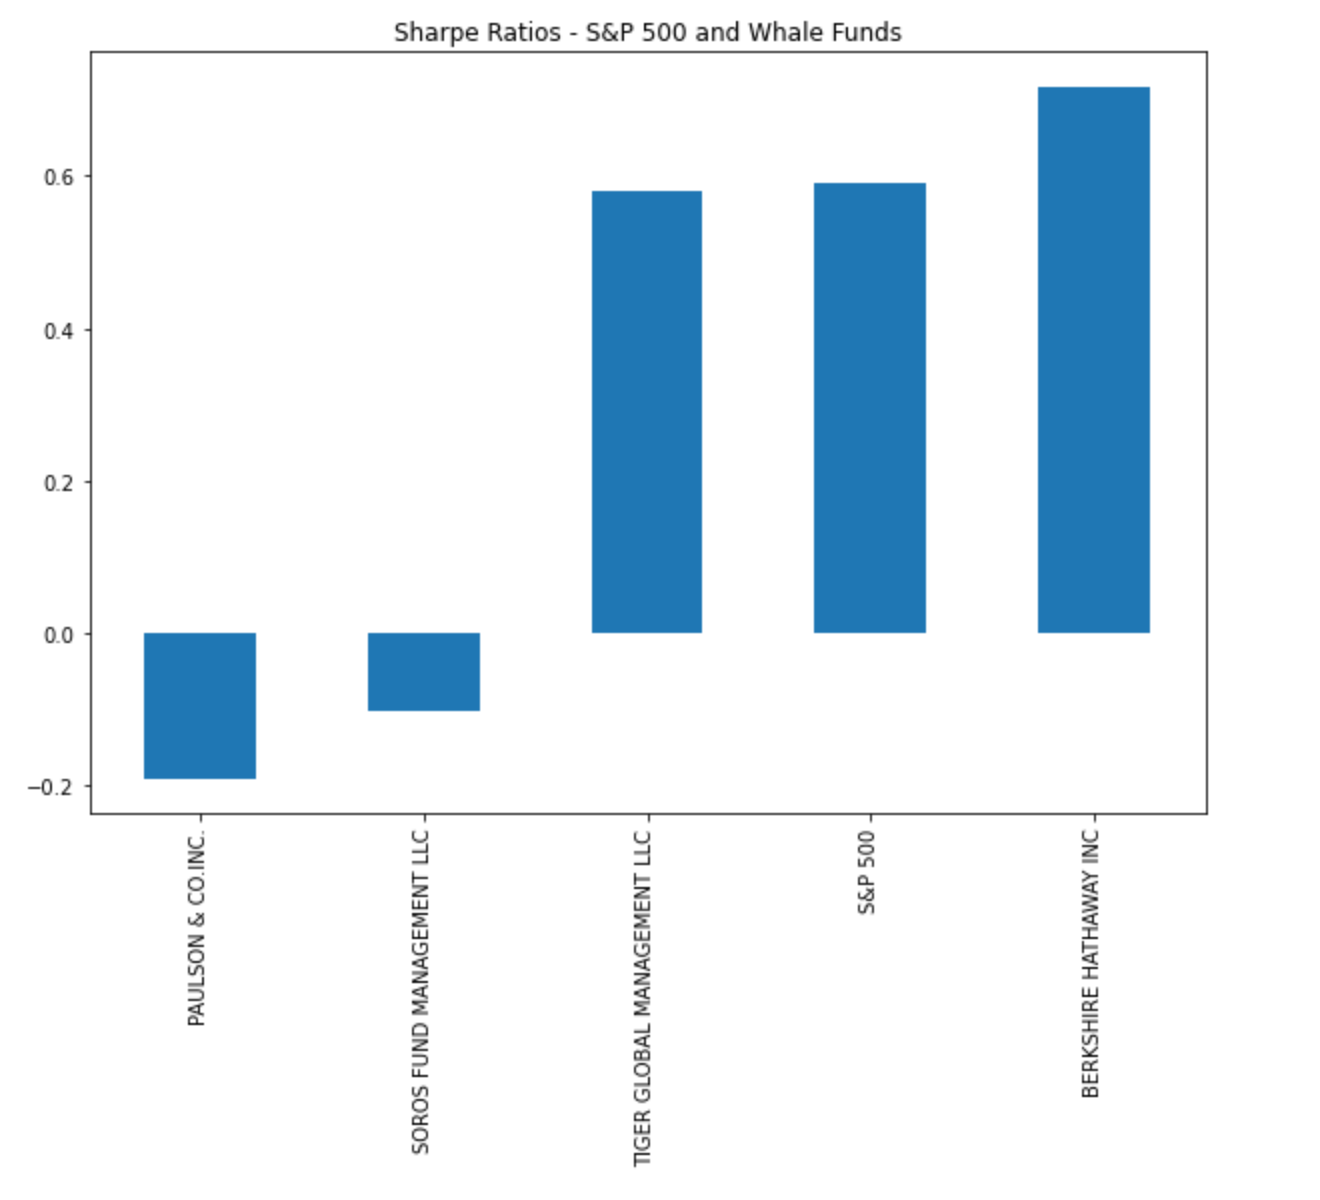 Sharpe Ratios - S&P 500 and Whale Funds
0.6
0.4
0.2
0.0
−0.2
PAULSON & CO.INC.
SOROS FUND MANAGEMENT LLC
TIGER GLOBAL MANAGEMENT LLC
S&P 500
BERKSHIRE HATHAWAY INC